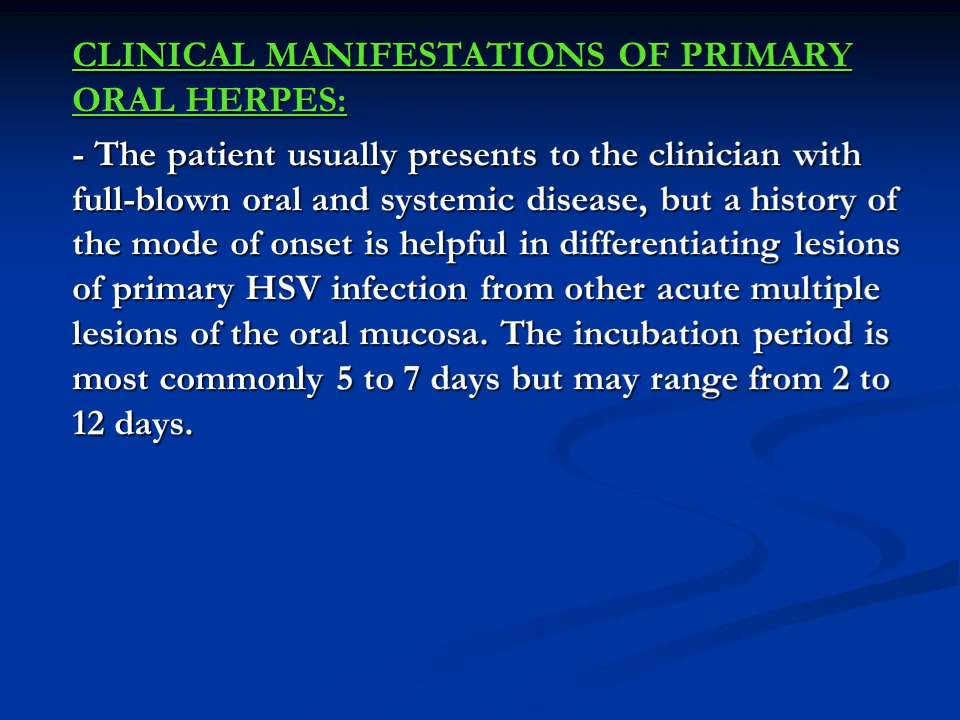 CLINICAL MANIFESTATIONS OF PRIMARY
ORAL HERPES:
- The patient usually presents to the clinician with
full-blown oral and systemic disease, but a history of
the mode of onset is helpful in differentiating lesions
of primary HSV infection from other acute multiple
lesions of the oral mucosa. The incubation period is
most commonly 5 to 7 days but may range from 2 to
12 days.